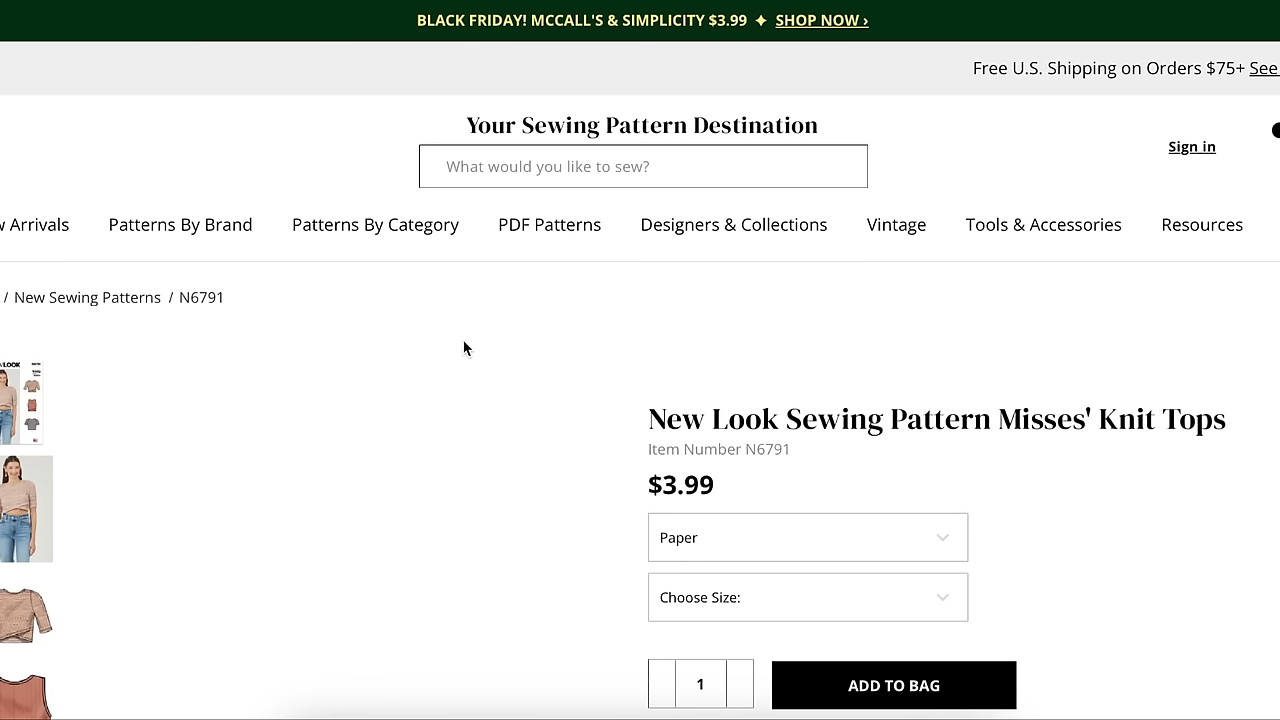 BLACK FRIDAY! MCCALL'S & SIMPLICITY $3.99 ✦ SHOP NOW ›
Free U.S. Shipping on Orders $75+ See
Your Sewing Pattern Destination
What would you like to sew?
Sign in
Arrivals
Patterns By Brand
Patterns By Category
PDF Patterns
Designers & Collections
Vintage
Tools & Accessories
Resources
/ New Sewing Patterns / N6791
New Look Sewing Pattern Misses' Knit Tops
Item Number N6791
$3.99
Paper
Choose Size:
1
ADD TO BAG